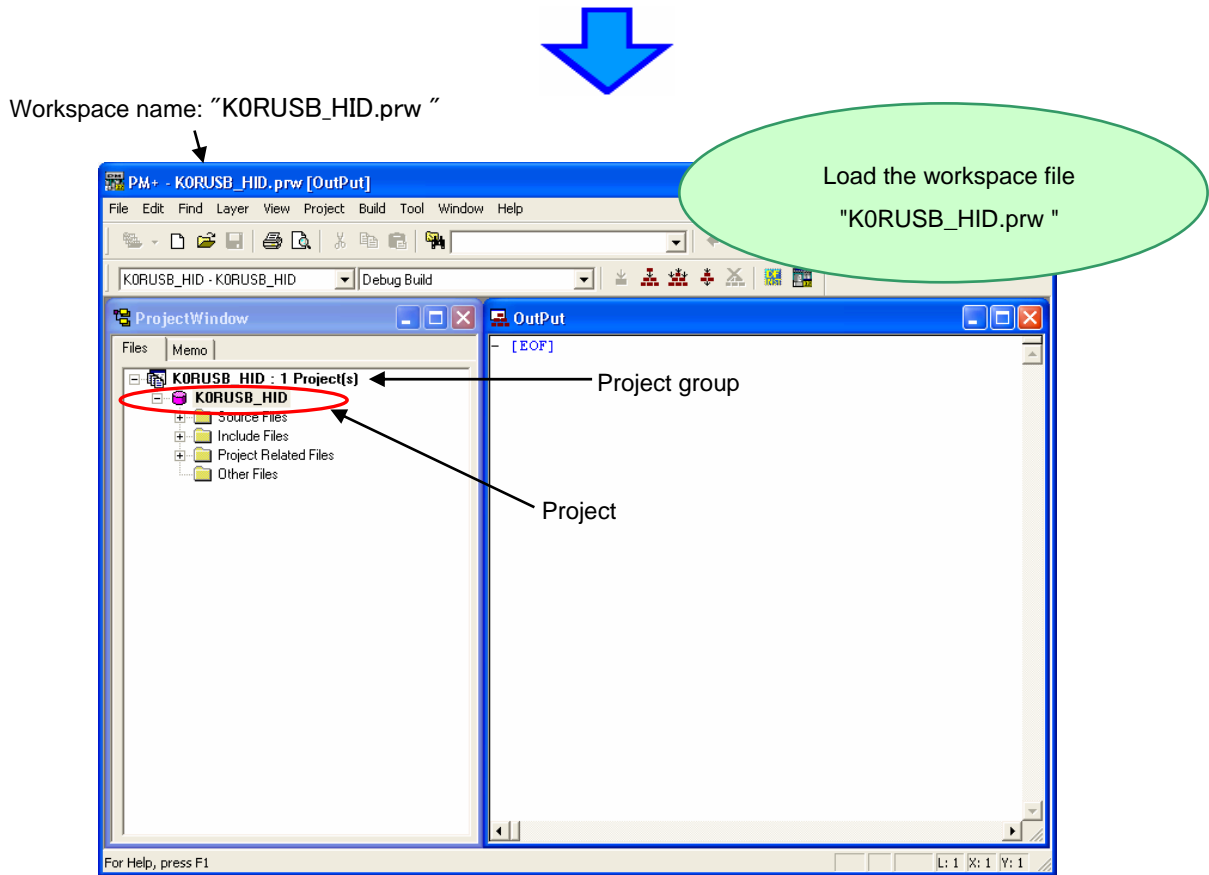 Workspace name: ″K0RUSB_HID.prw ″
Load the workspace file
"K0RUSB_HID.prw "
PM+ - K0RUSB_HID.prw [OutPut]
File Edit Find Layer View Project Build Tool Window Help
K0RUSB_HID - K0RUSB_HID Debug Build
ProjectWindow
OutPut
Files Memo
- [EOF]
K0RUSB_HID : 1 Project(s)
Project group
K0RUSB_HID
Source Files
Include Files
Project Related Files
Other Files
Project
For Help, press F1
L: 1 X: 1 Y: 1